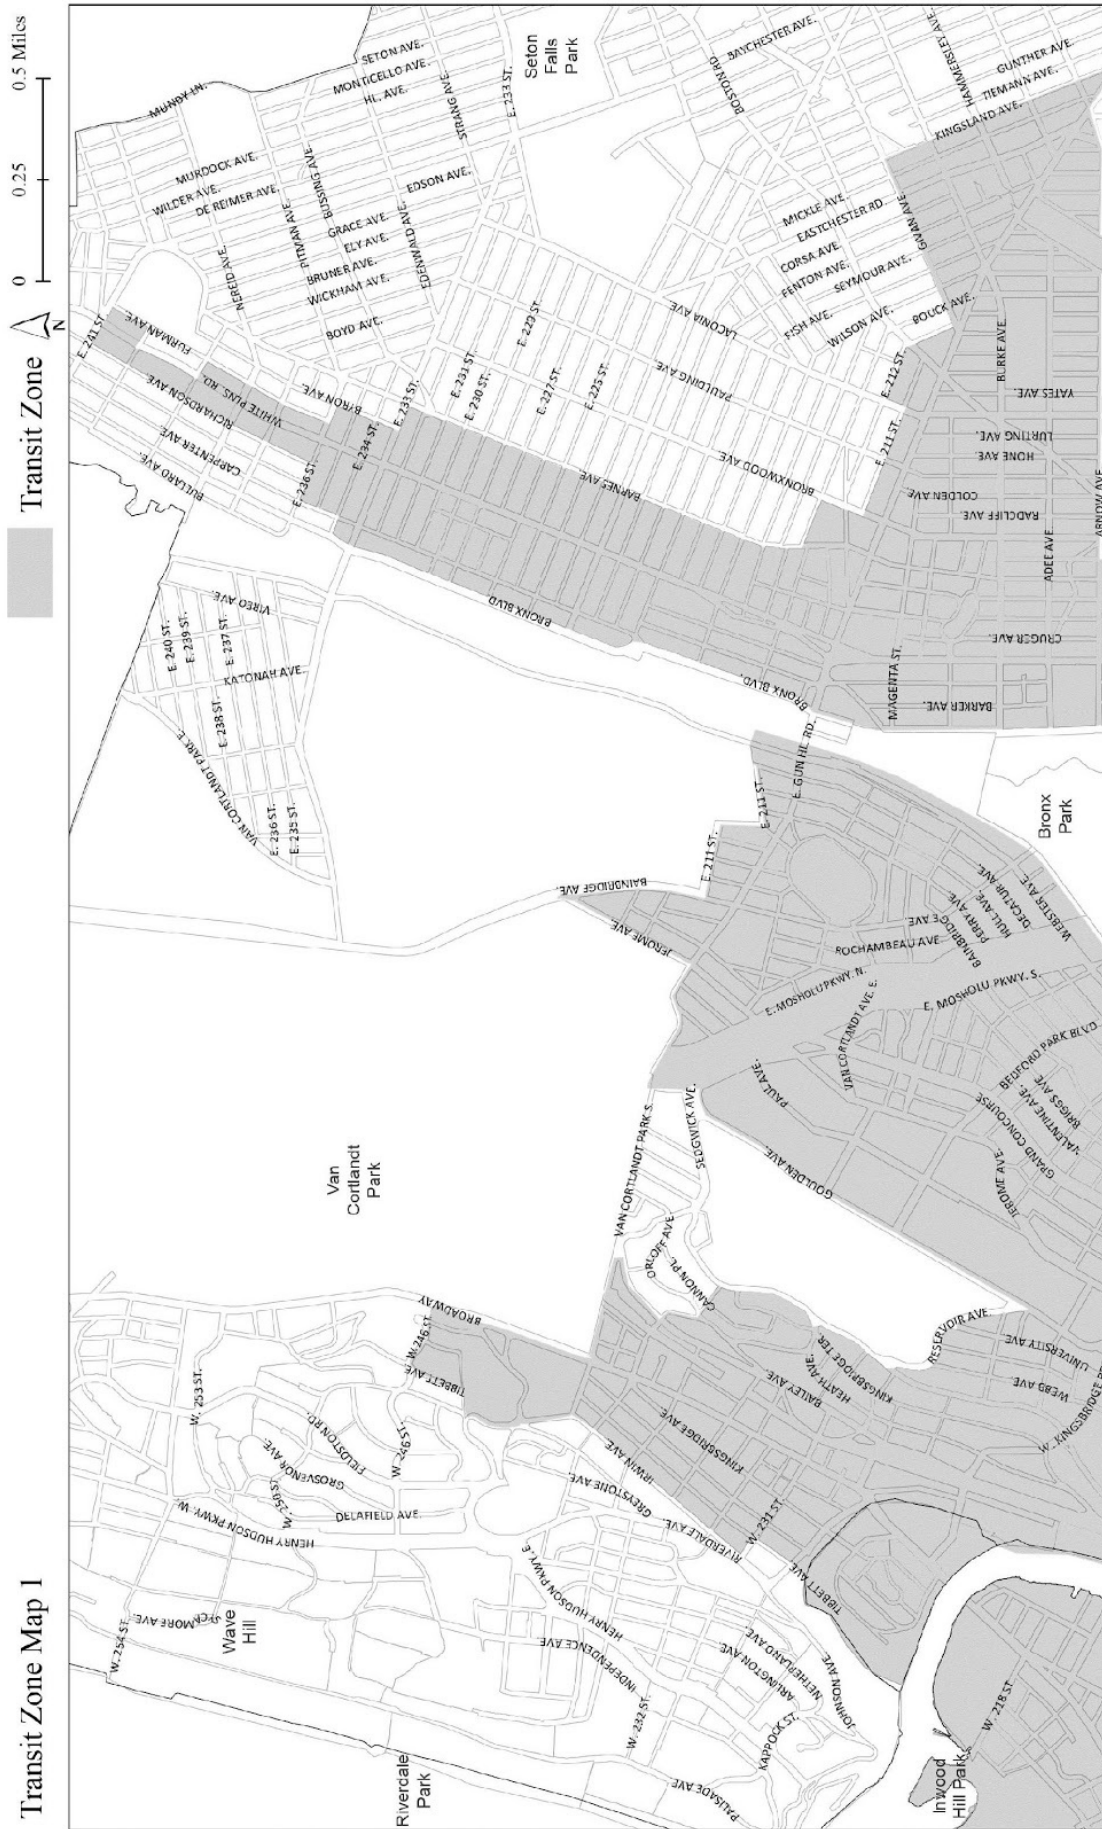 Transit Zone Map 1
Transit Zone
N
0 0.25 0.5 Miles
W. 254 ST.
SYCAMORE AVE.
Wave
Hill
Riverdale
Park
HENRY HUDSON PKWY. W.
W. 253 ST.
W. 250 ST.
GROSVENOR AVE.
FIELDSTON RD.
DELAFIELD AVE.
W. 246 ST.
TIBBETT AVE.
W. 246 ST.
BROADWAY
HENRY HUDSON PKWY. E.
INDEPENDENCE AVE.
GREYSTONE AVE.
IRWIN AVE.
RIVERDALE AVE.
W. 232 ST.
ARLINGTON AVE.
NETHERLAND AVE.
JOHNSON AVE.
KAPPOCK ST.
PALISADE AVE
W. 231 ST.
TIBBETT AVE.
KINGSBRIDGE AVE.
BAILEY AVE.
HEATH AVE.
KINGSBRIDGE TER.
Inwood
Hill Park
W. 218 ST.
Van
Cortlandt
Park
VAN CORTLANDT PARK S.
ORLOFF AVE.
CANNON PL.
SEDGWICK AVE.
GOULDEN AVE.
RESERVOIR AVE.
UNIVERSITY AVE
WEBB AVE.
PAUL AVE.
VAN CORTLANDT AVE. E.
JEROME AVE.
GRAND CONCOURSE
VALENTINE AVE.
BRIGGS AVE
BEDFORD PARK BLVD
E. MOSHOLU PKWY. N.
E. MOSHOLU PKWY. S.
JEROME AVE.
BAINBRIDGE AVE.
E. 211 ST.
E. 213 ST.
E. GUN HL. RD.
ROCHAMBEAU AVE.
BAINBRIDGE AVE
PERRY AVE.
HULL AVE.
DECATUR AVE.
WEBSTER AVE.
Bronx
Park
VAN CORTLANDT PARK E.
E. 240 ST.
E. 239 ST.
E. 238 ST.
E. 237 ST.
E. 236 ST.
E. 235 ST.
KATONAH AVE.
VIREO AVE.
BRONX BLVD
BRONX BLVD.
MAGENTA ST.
BARKER AVE.
CRUGER AVE.
ADEE AVE.
ARNOW AVE.
RADCLIFF AVE.
COLDEN AVE
HONE AVE.
LURTING AVE.
YATES AVE.
BURKE AVE.
E. 241 ST.
FURMAN AVE.
WHITE PLNS. RD.
RICHARDSON AVE.
CARPENTER AVE.
BULLARD AVE.
E. 236 ST.
E. 234 ST.
E. 233 ST.
BYRON AVE.
E. 231 ST.
E. 230 ST.
E. 229 ST.
E. 227 ST.
E. 225 ST.
BARNES AVE
BRONXWOOD AVE.
PAULDING AVE.
LACONIA AVE.
E. 211 ST.
E. 212 ST.
MUNDY LN.
SETON AVE.
MONTICELLO AVE.
HL. AVE.
STRANG AVE.
E. 233 ST.
Seton
Falls
Park
MURDOCK AVE.
WILDER AVE.
DE REIMER AVE.
BUSSING AVE.
PITMAN AVE.
NEREID AVE.
GRACE AVE.
ELY AVE.
BRUNER AVE.
WICKHAM AVE.
BOYD AVE.
EDENWALD AVE.
EDSON AVE.
BOSTON RD
BAYCHESTER AVE.
HAMMERSLEY AVE
GUNTHER AVE.
TIEMANN AVE.
KINGSLAND AVE.
MICKLE AVE
EASTCHESTER RD
CORSA AVE.
FENTON AVE.
SEYMOUR AVE.
FISH AVE.
WILSON AVE.
GIVAN AVE
BOUCK AVE.